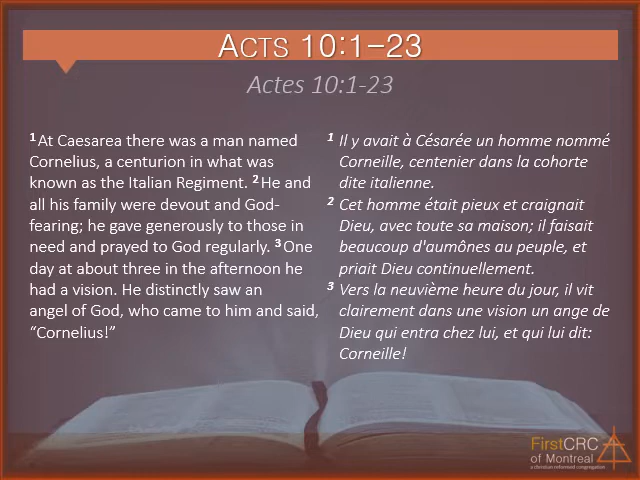 ACTS 10:1-23
Actes 10:1-23
¹At Caesarea there was a man named
Cornelius, a centurion in what was
known as the Italian Regiment. ²He and
all his family were devout and God-
fearing; he gave generously to those in
need and prayed to God regularly. ³One
day at about three in the afternoon he
had a vision. He distinctly saw an
angel of God, who came to him and said,
“Cornelius!”
¹ Il y avait à Césarée un homme nommé
Corneille, centenier dans la cohorte
dite italienne.
² Cet homme était pieux et craignait
Dieu, avec toute sa maison; il faisait
beaucoup d'aumônes au peuple, et
priait Dieu continuellement.
³ Vers la neuvième heure du jour, il vit
clairement dans une vision un ange de
Dieu qui entra chez lui, et qui lui dit:
Corneille!
FirstCRC
of Montreal
a christian reformed congregation